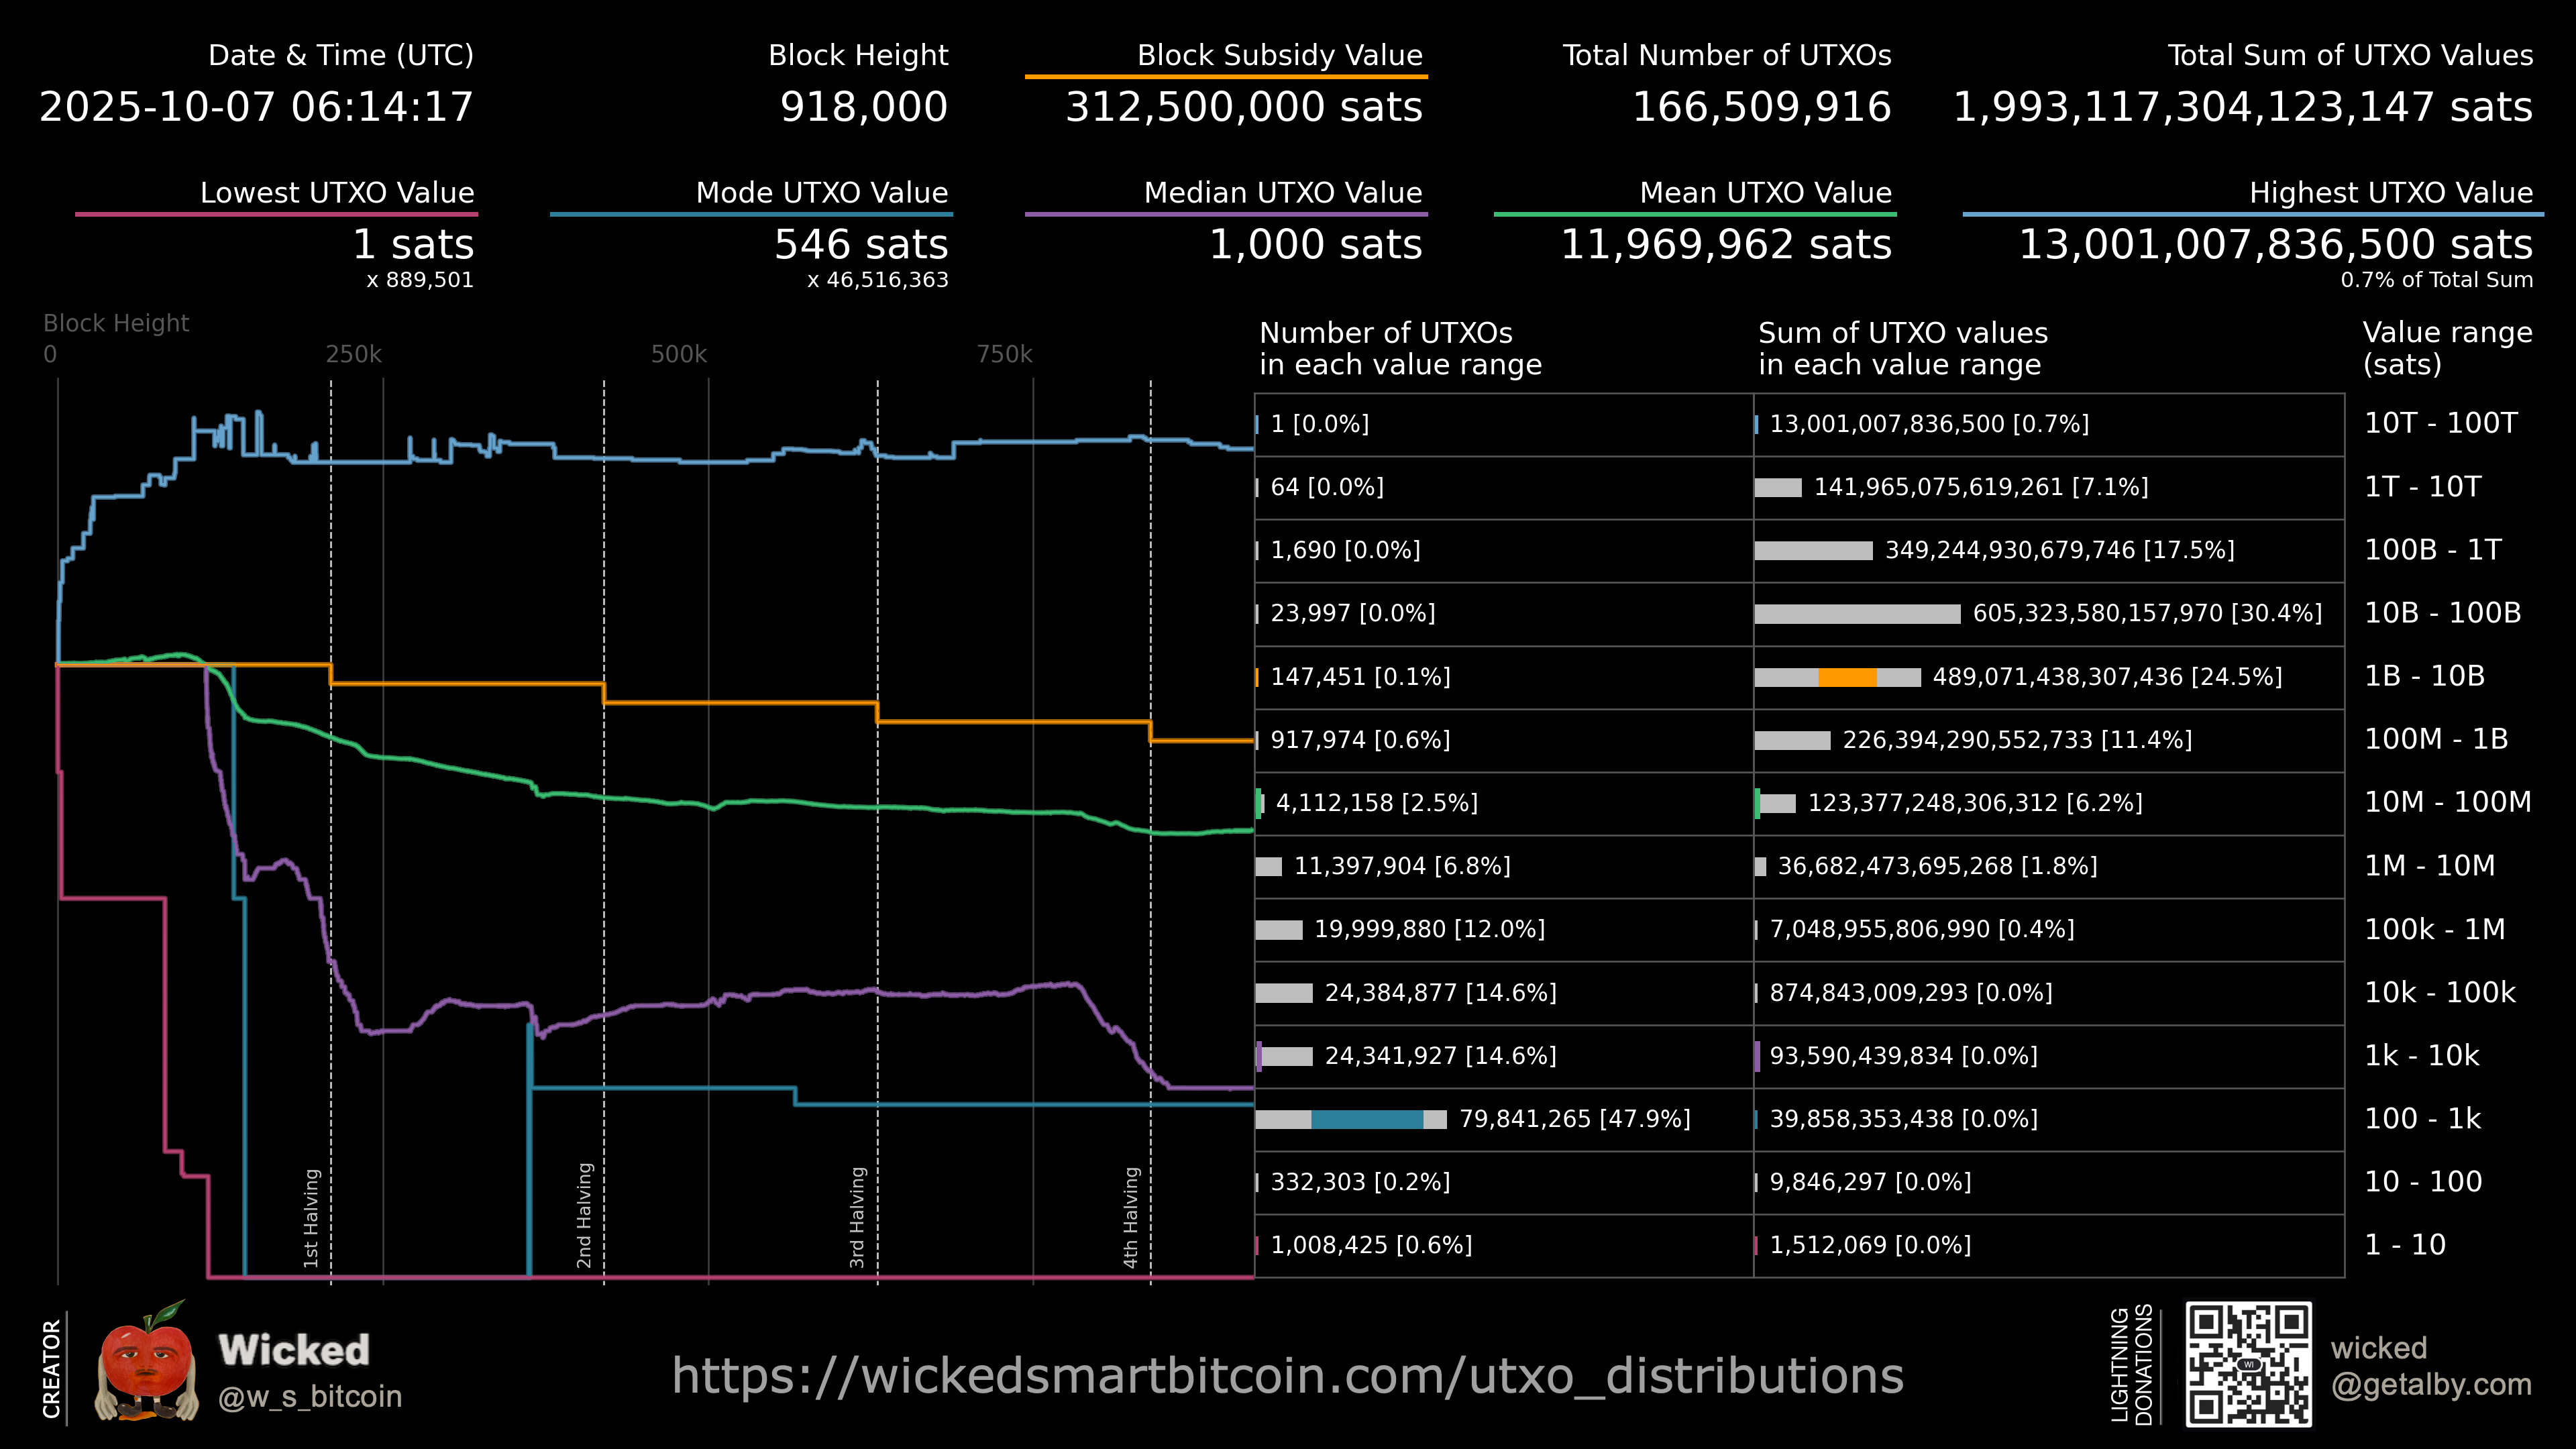 Date & Time (UTC)
2025-10-07 06:14:17
Block Height
918,000
Block Subsidy Value
312,500,000 sats
Total Number of UTXOs
166,509,916
Total Sum of UTXO Values
1,993,117,304,123,147 sats
Lowest UTXO Value
1 sats
x 889,501
Mode UTXO Value
546 sats
x 46,516,363
Median UTXO Value
1,000 sats
Mean UTXO Value
11,969,962 sats
Highest UTXO Value
13,001,007,836,500 sats
0.7% of Total Sum
Block Height
0 250k 500k 750k
1st Halving
2nd Halving
3rd Halving
4th Halving
Number of UTXOs
in each value range
Sum of UTXO values
in each value range
Value range
(sats)
1 [0.0%] 13,001,007,836,500 [0.7%] 10T - 100T
64 [0.0%] 141,965,075,619,261 [7.1%] 1T - 10T
1,690 [0.0%] 349,244,930,679,746 [17.5%] 100B - 1T
23,997 [0.0%] 605,323,580,157,970 [30.4%] 10B - 100B
147,451 [0.1%] 489,071,438,307,436 [24.5%] 1B - 10B
917,974 [0.6%] 226,394,290,552,733 [11.4%] 100M - 1B
4,112,158 [2.5%] 123,377,248,306,312 [6.2%] 10M - 100M
11,397,904 [6.8%] 36,682,473,695,268 [1.8%] 1M - 10M
19,999,880 [12.0%] 7,048,955,806,990 [0.4%] 100k - 1M
24,384,877 [14.6%] 874,843,009,293 [0.0%] 10k - 100k
24,341,927 [14.6%] 93,590,439,834 [0.0%] 1k - 10k
79,841,265 [47.9%] 39,858,353,438 [0.0%] 100 - 1k
332,303 [0.2%] 9,846,297 [0.0%] 10 - 100
1,008,425 [0.6%] 1,512,069 [0.0%] 1 - 10
CREATOR
Wicked
@w_s_bitcoin
https://wickedsmartbitcoin.com/utxo_distributions
LIGHTNING
DONATIONS
WI
wicked
@getalby.com